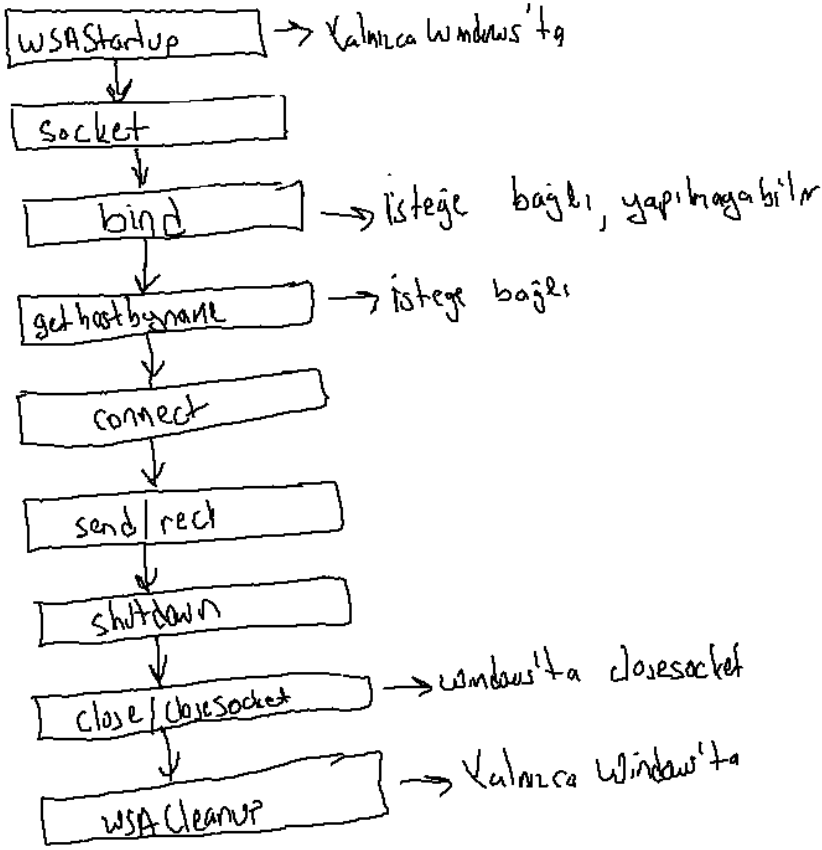 WSAStartup → Yalnızca Windows'ta
socket
bind → isteğe bağlı, yapılmayabilir
gethostbyname → isteğe bağlı
connect
send/recv
shutdown
close/closesocket → windows'ta closesocket
WSACleanup → Yalnızca Windows'ta